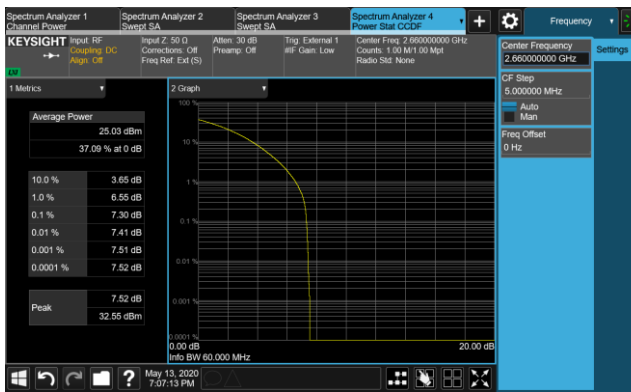 Spectrum Analyzer 1
Channel Power
Spectrum Analyzer 2
Swept SA
Spectrum Analyzer 3
Swept SA
Spectrum Analyzer 4
Power Stat CCDF
Frequency
KEYSIGHT
Input: RF
Coupling: DC
Align: Off
Input Z: 50 Ω
Corrections: Off
Freq Ref: Ext (S)
Atten: 30 dB
Preamp: Off
Trig: External 1
#IF Gain: Low
Center Freq: 2.660000000 GHz
Counts: 1.00 M/1.00 Mpt
Radio Std: None
LXI
Center Frequency
2.660000000 GHz
Settings
CF Step
5.000000 MHz
Auto
Man
Freq Offset
0 Hz
1 Metrics
Average Power
25.03 dBm
37.09 % at 0 dB
10.0 % 3.65 dB
1.0 % 6.55 dB
0.1 % 7.30 dB
0.01 % 7.41 dB
0.001 % 7.51 dB
0.0001 % 7.52 dB
Peak
7.52 dB
32.55 dBm
2 Graph
100 %
10 %
1 %
0.1 %
0.01 %
0.001 %
0.0001 %
0.00 dB 20.00 dB
Info BW 60.000 MHz
May 13, 2020
7:07:13 PM